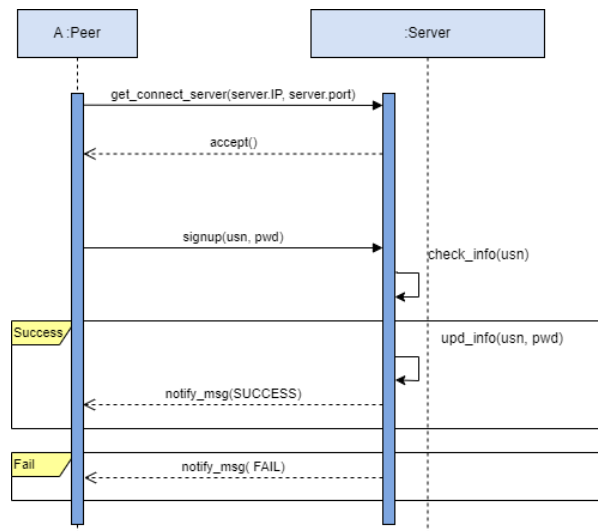 A :Peer
:Server
get_connect_server(server.IP, server.port)
accept()
signup(usn, pwd)
check_info(usn)
Success
upd_info(usn, pwd)
notify_msg(SUCCESS)
Fail
notify_msg( FAIL)